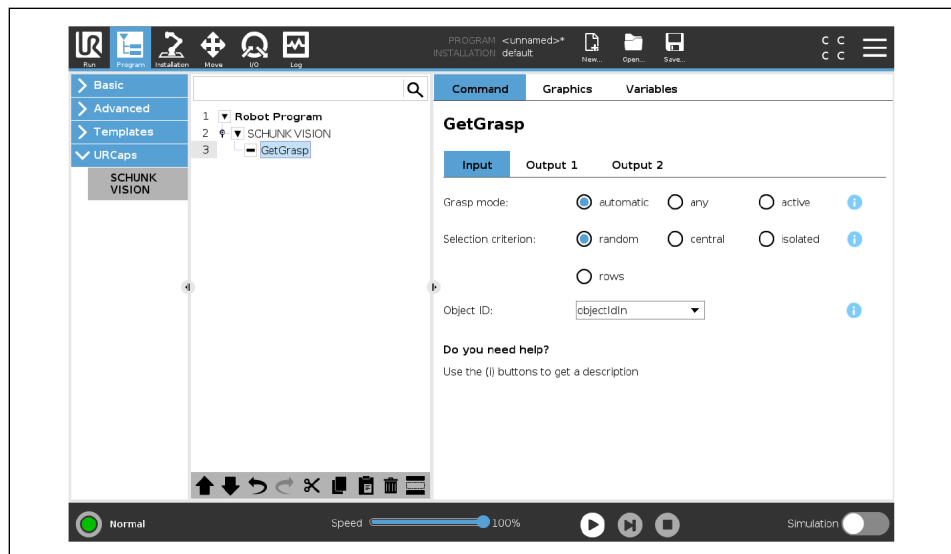 UR
PROGRAM <unnamed>*
INSTALLATION default
Run Program Installation Move I/O Log New... Open... Save...
C C
C C
Basic
Advanced
Templates
URCaps
SCHUNK
VISION
1 Robot Program
2 SCHUNK VISION
3 GetGrasp
Command Graphics Variables
GetGrasp
Input Output 1 Output 2
Grasp mode: automatic any active
Selection criterion: random central isolated
rows
Object ID: objectIdIn
Do you need help?
Use the (i) buttons to get a description
Normal Speed 100% Simulation